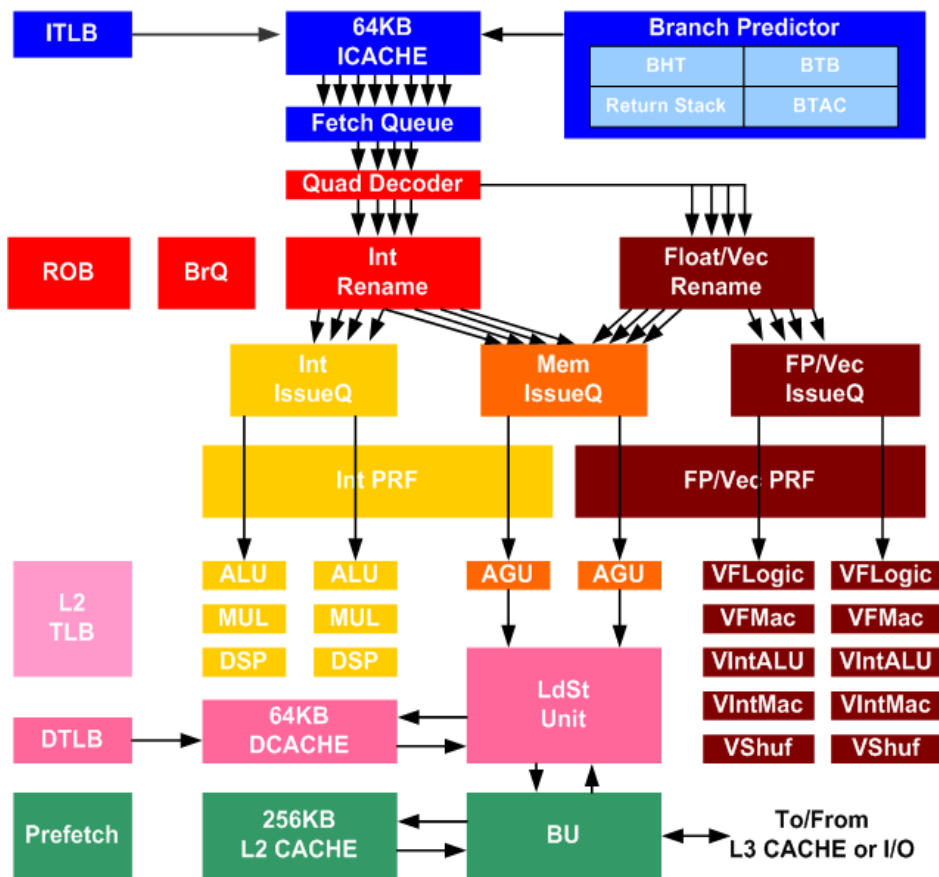 ITLB
64KB
ICACHE
Branch Predictor
BHT
BTB
Return Stack
BTAC
Fetch Queue
Quad Decoder
ROB
BrQ
Int
Rename
Float/Vec
Rename
Int
IssueQ
Mem
IssueQ
FP/Vec
IssueQ
Int PRF
FP/Vec PRF
L2
TLB
ALU
ALU
AGU
AGU
VFLogic
VFLogic
MUL
MUL
VFMac
VFMac
DSP
DSP
VIntALU
VIntALU
LdSt
Unit
VIntMac
VIntMac
DTLB
64KB
DCACHE
VShuf
VShuf
Prefetch
256KB
L2 CACHE
BU
To/From
L3 CACHE or I/O